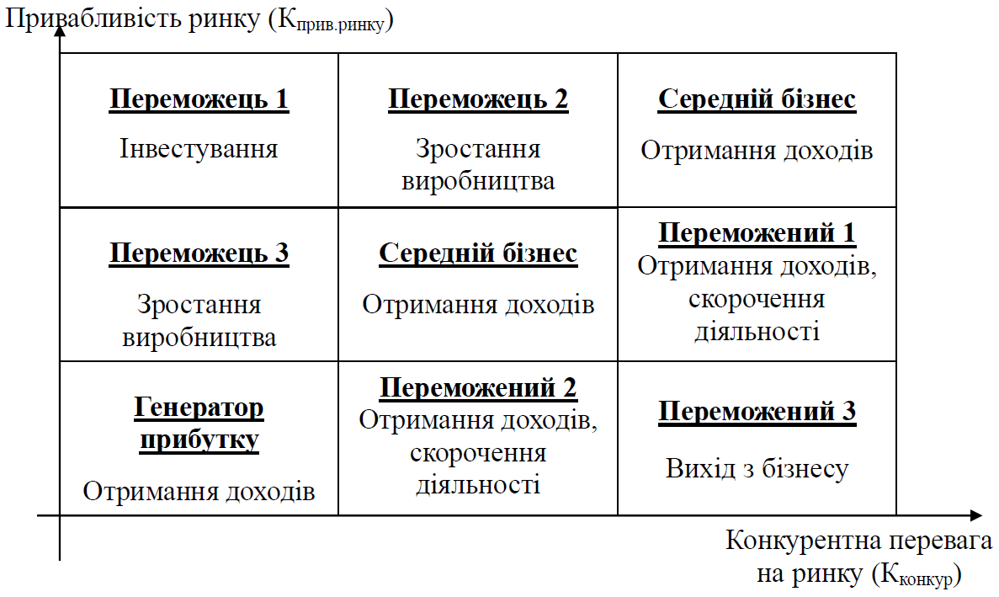 Привабливість ринку (Кприв.ринку)
Переможець 1
Інвестування
Переможець 2
Зростання
виробництва
Середній бізнес
Отримання доходів
Переможець 3
Зростання
виробництва
Середній бізнес
Отримання доходів
Переможений 1
Отримання доходів,
скорочення
діяльності
Генератор
прибутку
Отримання доходів
Переможений 2
Отримання доходів,
скорочення
діяльності
Переможений 3
Вихід з бізнесу
Конкурентна перевага
на ринку (Кконкур)